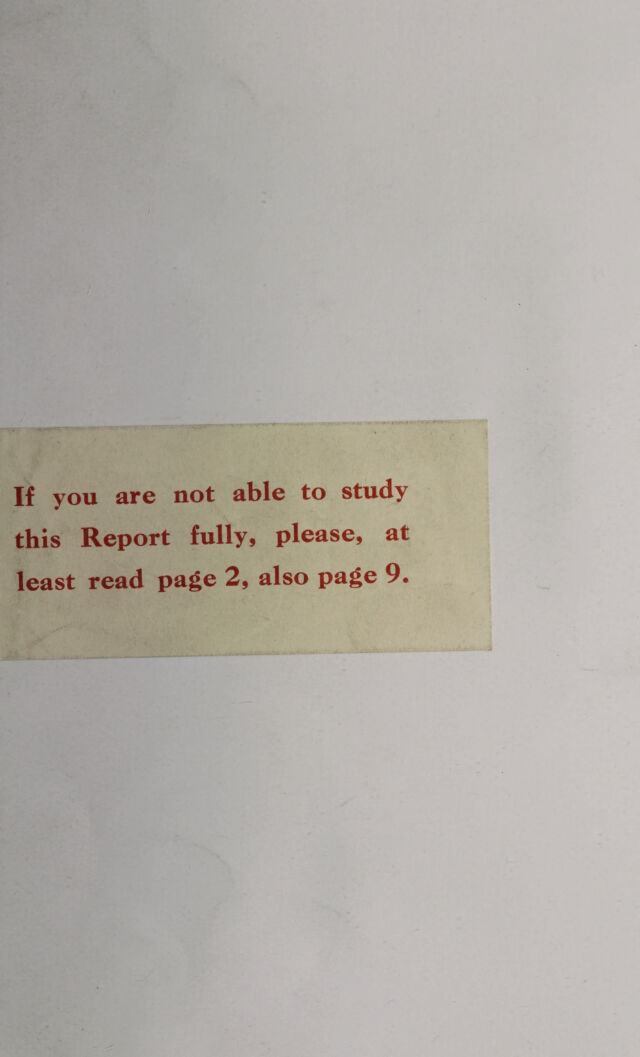 If you are not able to study
this Report fully, please, at
least read page 2, also page 9.